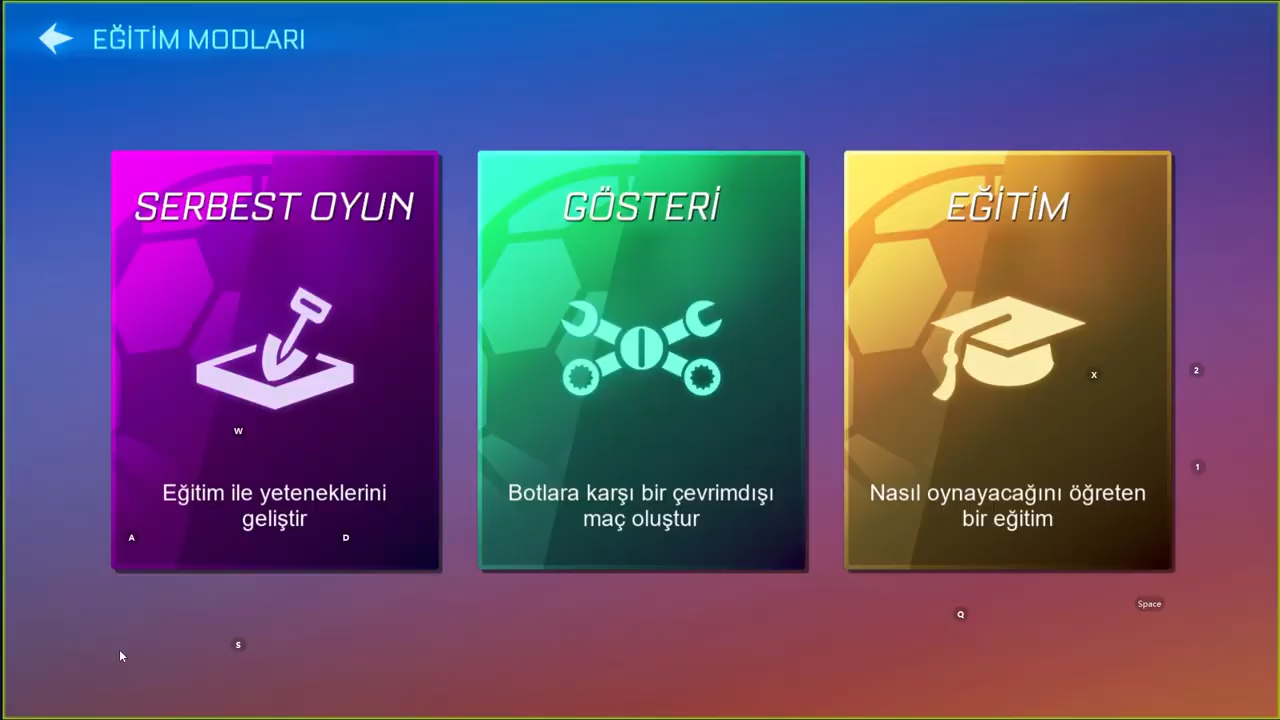 EĞİTİM MODLARI
SERBEST OYUN
Eğitim ile yeteneklerini
geliştir
GÖSTERİ
Botlara karşı bir çevrimdışı
maç oluştur
EĞİTİM
Nasıl oynayacağını öğreten
bir eğitim
W
A
D
S
X
2
1
Q
Space